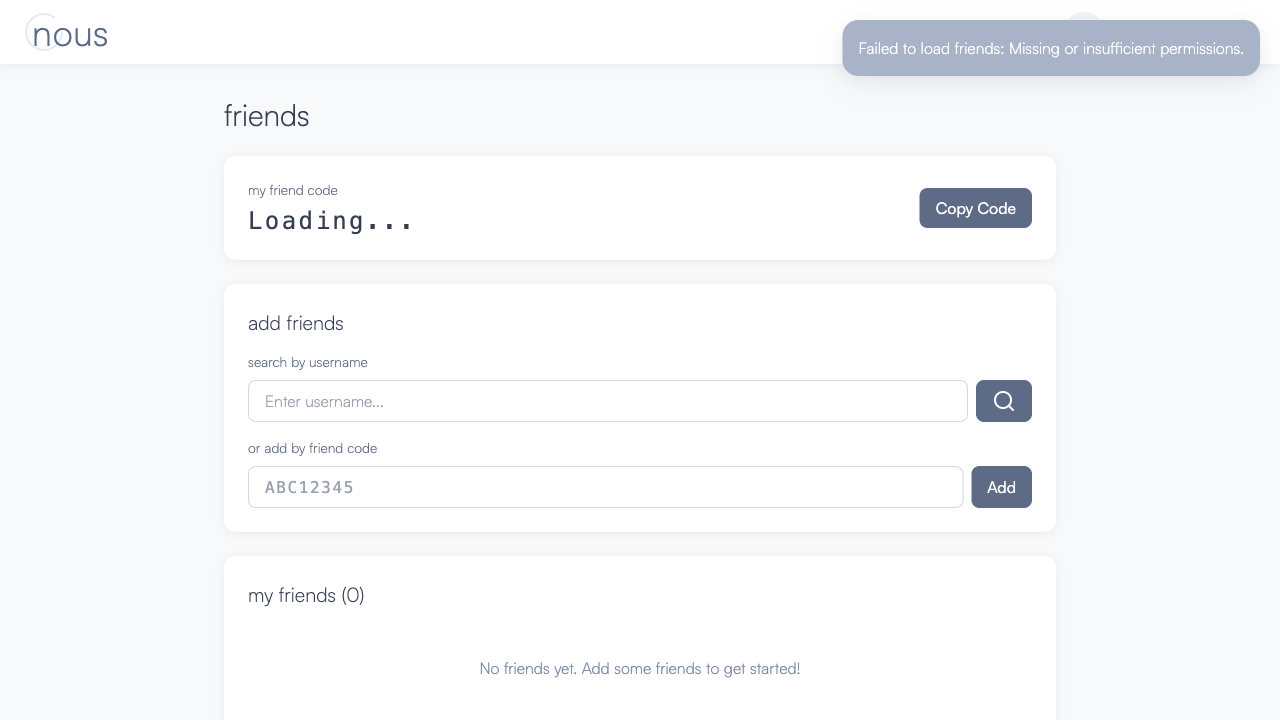 nous
Failed to load friends: Missing or insufficient permissions.
friends
my friend code
Loading...
Copy Code
add friends
search by username
Enter username...
or add by friend code
ABC12345
Add
my friends (0)
No friends yet. Add some friends to get started!